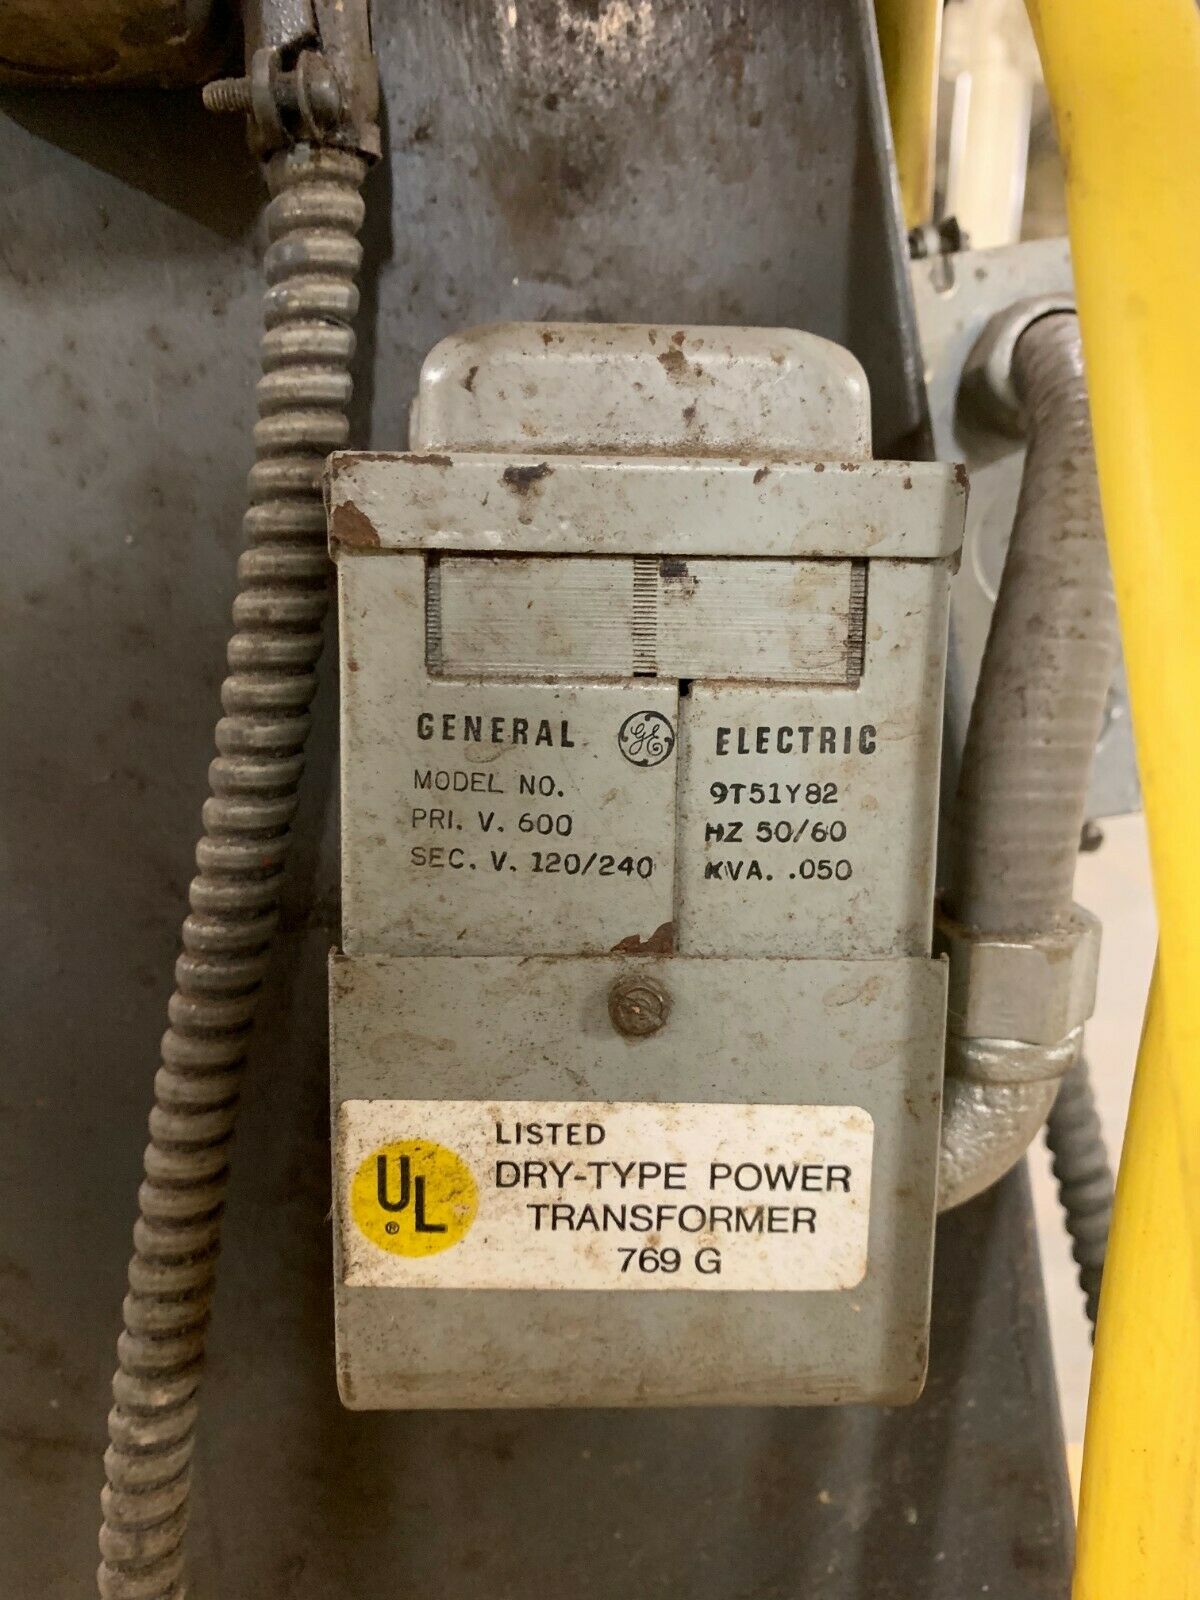 GENERAL GE ELECTRIC
MODEL NO. 9T51Y82
PRI. V. 600 HZ 50/60
SEC. V. 120/240 KVA. .050
UL ®
LISTED
DRY-TYPE POWER
TRANSFORMER
769 G